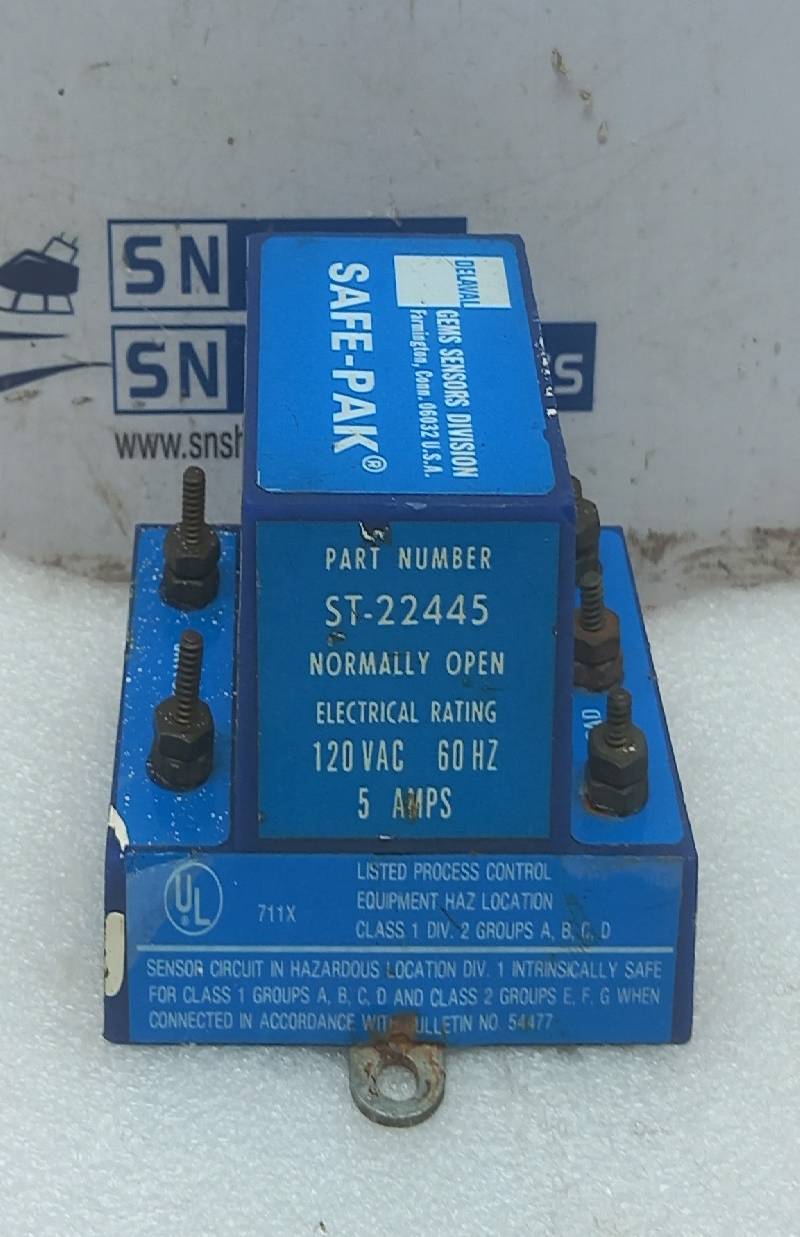 SN
SN
S
www.snsh
DELAVAL
GEMS SENSORS DIVISION
Farmington, Conn. 06032 U.S.A.
SAFE-PAK®
PART NUMBER
ST-22445
NORMALLY OPEN
ELECTRICAL RATING
120 VAC 60 HZ
5 AMPS
UL
®
711X
LISTED PROCESS CONTROL
EQUIPMENT HAZ LOCATION
CLASS 1 DIV. 2 GROUPS A, B, C, D
SENSOR CIRCUIT IN HAZARDOUS LOCATION DIV. 1 INTRINSICALLY SAFE
FOR CLASS 1 GROUPS A, B, C, D AND CLASS 2 GROUPS E, F, G WHEN
CONNECTED IN ACCORDANCE WITH BULLETIN NO. 54477